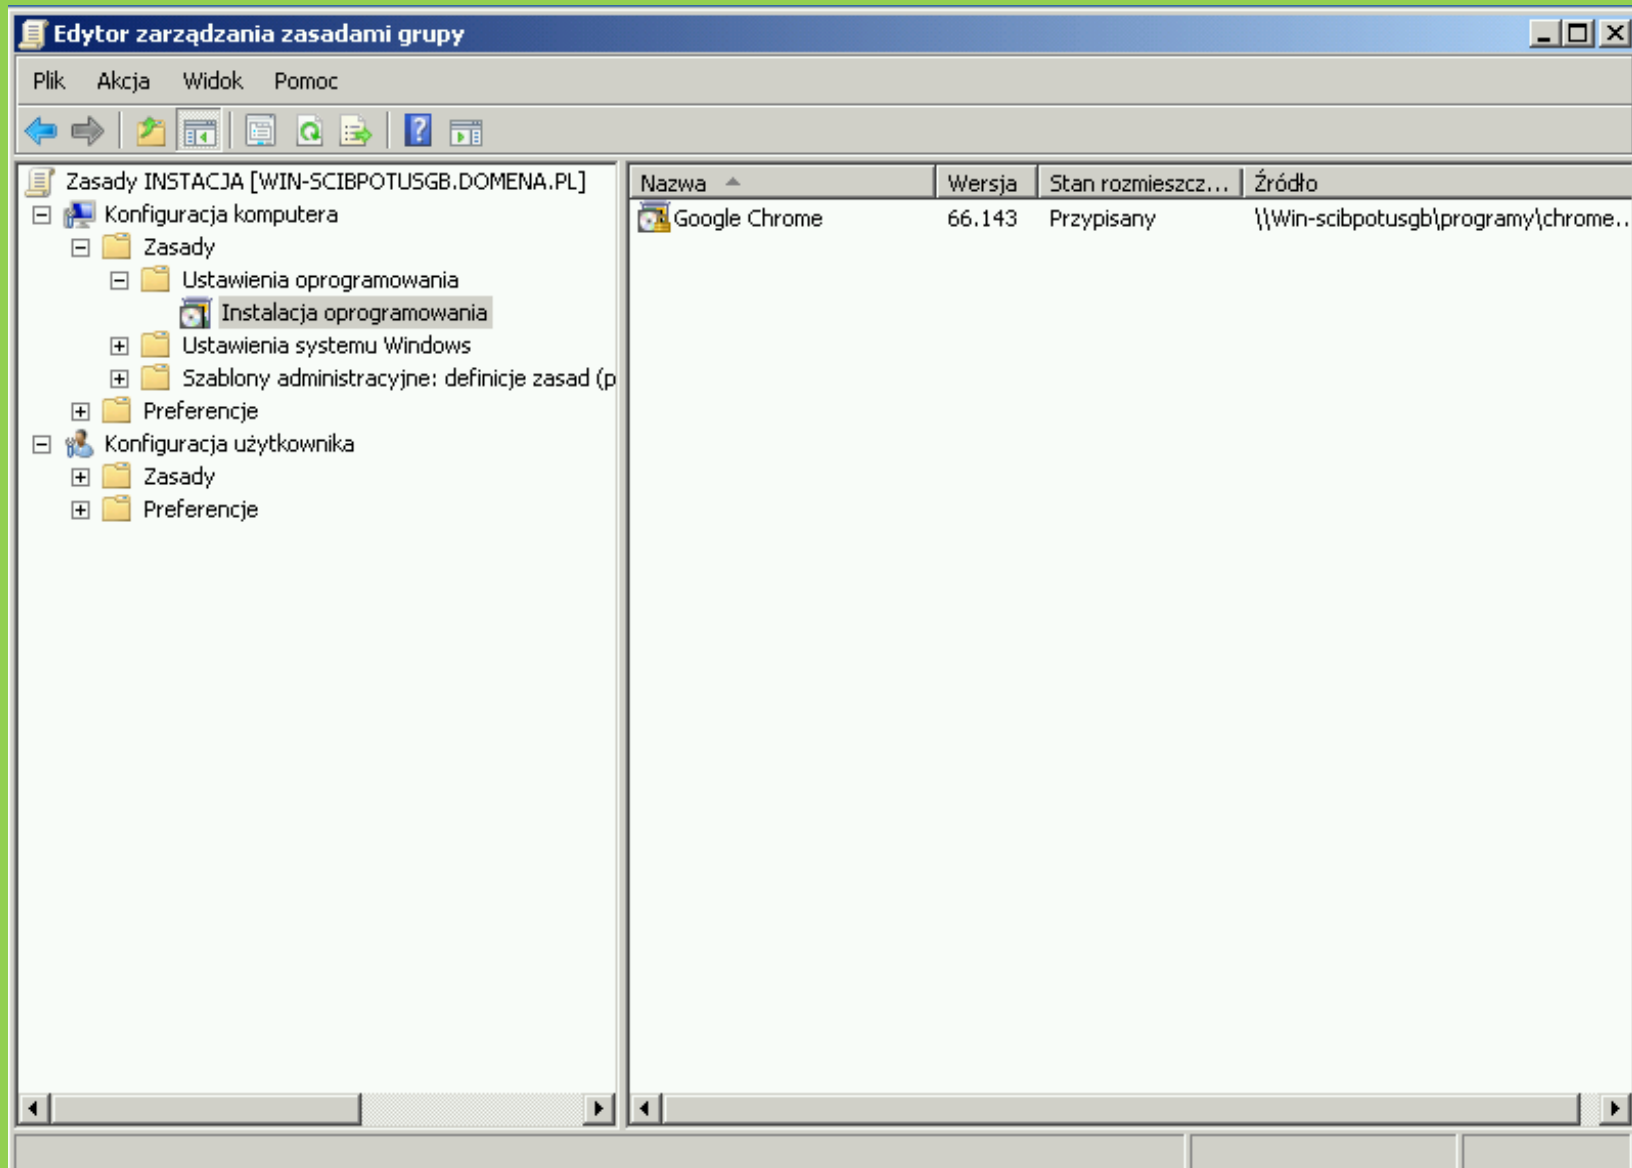 Edytor zarządzania zasadami grupy
Plik Akcja Widok Pomoc
Zasady INSTACJA [WIN-SCIBPOTUSGB.DOMENA.PL]
Konfiguracja komputera
Zasady
Ustawienia oprogramowania
Instalacja oprogramowania
Ustawienia systemu Windows
Szablony administracyjne: definicje zasad (p
Preferencje
Konfiguracja użytkownika
Zasady
Preferencje
Nazwa Wersja Stan rozmieszcz... Źródło
Google Chrome 66.143 Przypisany \\Win-scibpotusgb\programy\chrome..